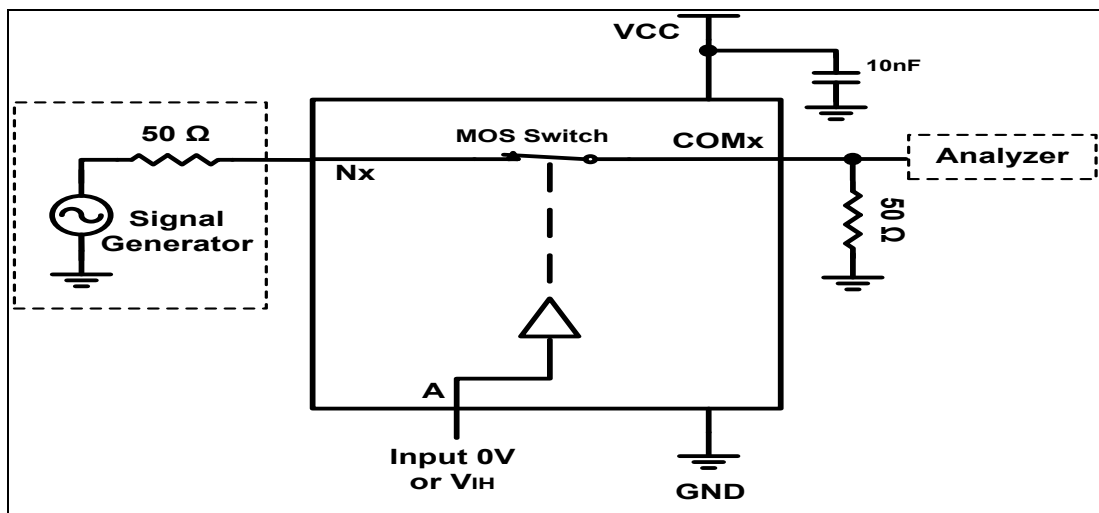 VCC
10nF
50 Ω
MOS Switch
COMx
Analyzer
Nx
Signal
Generator
50 Ω
A
Input 0V
or VIH
GND